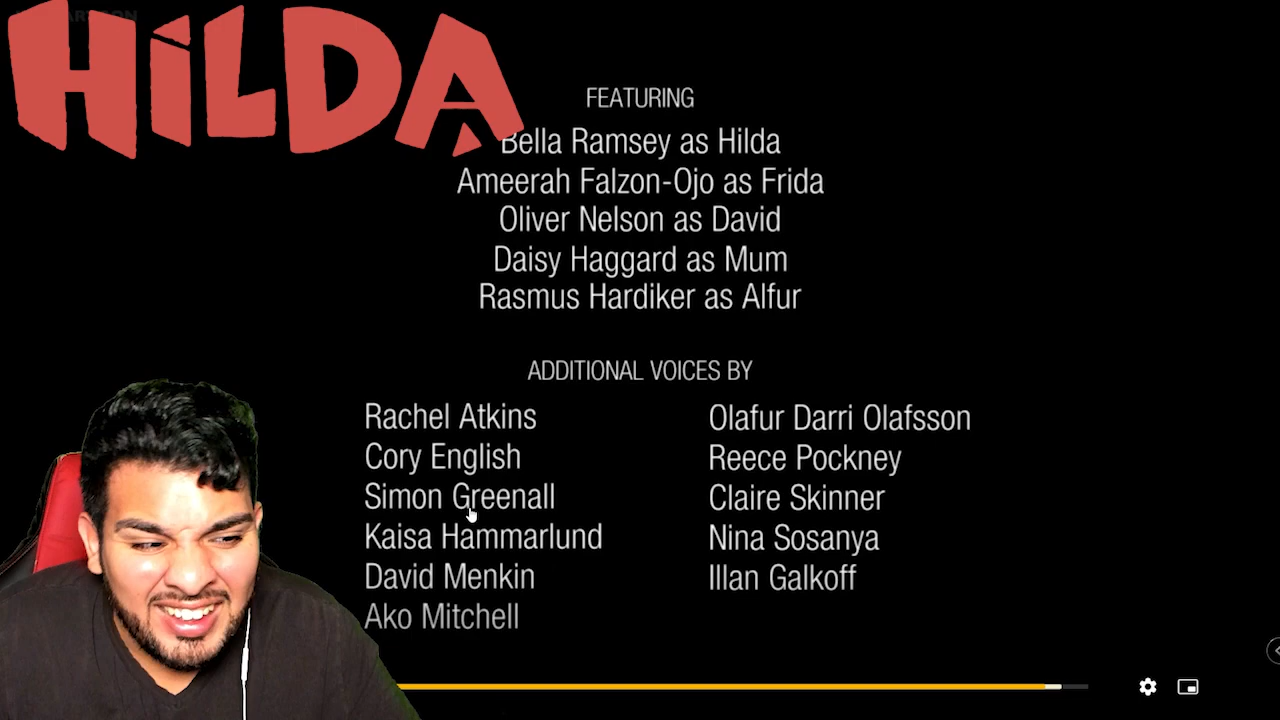 HiLDA
FEATURING
Bella Ramsey as Hilda
Ameerah Falzon-Ojo as Frida
Oliver Nelson as David
Daisy Haggard as Mum
Rasmus Hardiker as Alfur
ADDITIONAL VOICES BY
Rachel Atkins
Cory English
Simon Greenall
Kaisa Hammarlund
David Menkin
Ako Mitchell
Olafur Darri Olafsson
Reece Pockney
Claire Skinner
Nina Sosanya
Illan Galkoff